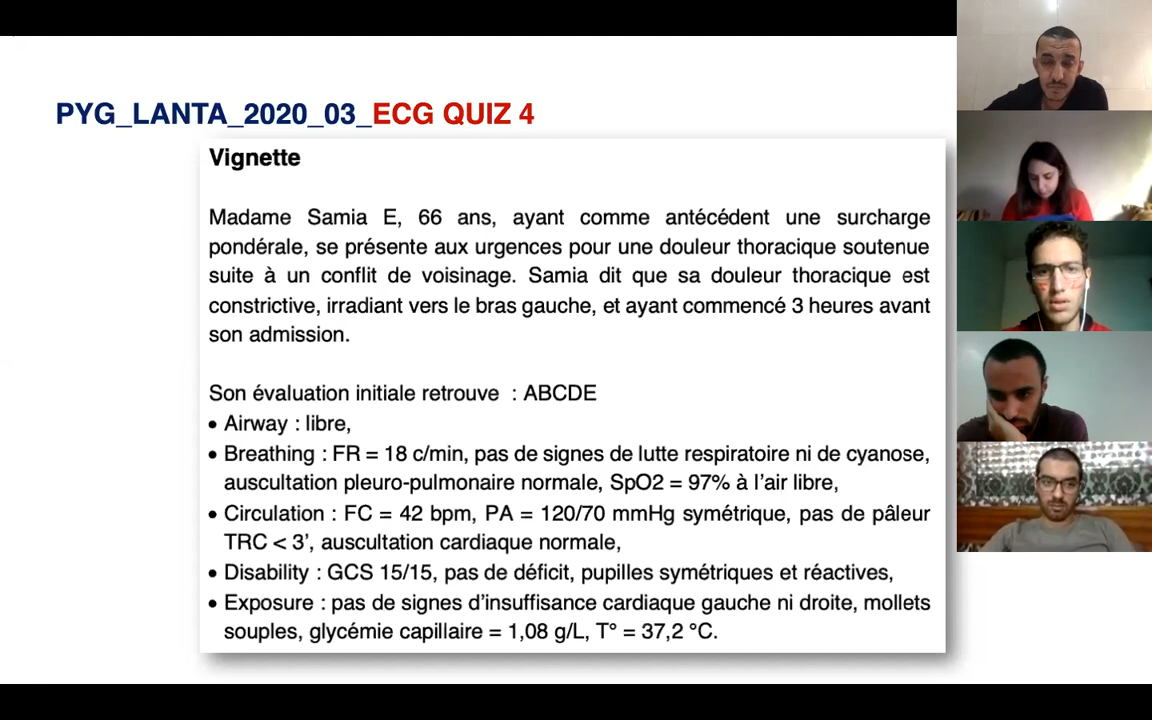 PYG_LANTA_2020_03_ECG QUIZ 4
Vignette
Madame Samia E, 66 ans, ayant comme antécédent une surcharge
pondérale, se présente aux urgences pour une douleur thoracique soutenue
suite à un conflit de voisinage. Samia dit que sa douleur thoracique est
constrictive, irradiant vers le bras gauche, et ayant commencé 3 heures avant
son admission.
Son évaluation initiale retrouve : ABCDE
• Airway : libre,
• Breathing : FR = 18 c/min, pas de signes de lutte respiratoire ni de cyanose,
auscultation pleuro-pulmonaire normale, SpO2 = 97% à l'air libre,
• Circulation : FC = 42 bpm, PA = 120/70 mmHg symétrique, pas de pâleur
TRC < 3', auscultation cardiaque normale,
• Disability : GCS 15/15, pas de déficit, pupilles symétriques et réactives,
• Exposure : pas de signes d'insuffisance cardiaque gauche ni droite, mollets
souples, glycémie capillaire = 1,08 g/L, T° = 37,2 °C.